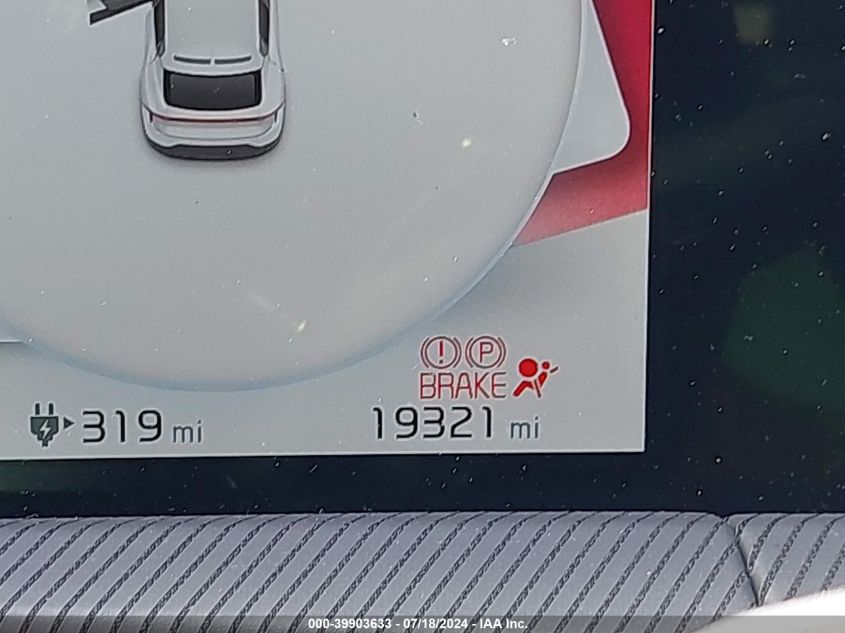 (!) (P)
BRAKE
319 mi 19321 mi
000-39903633 - 07/18/2024 - IAA Inc.